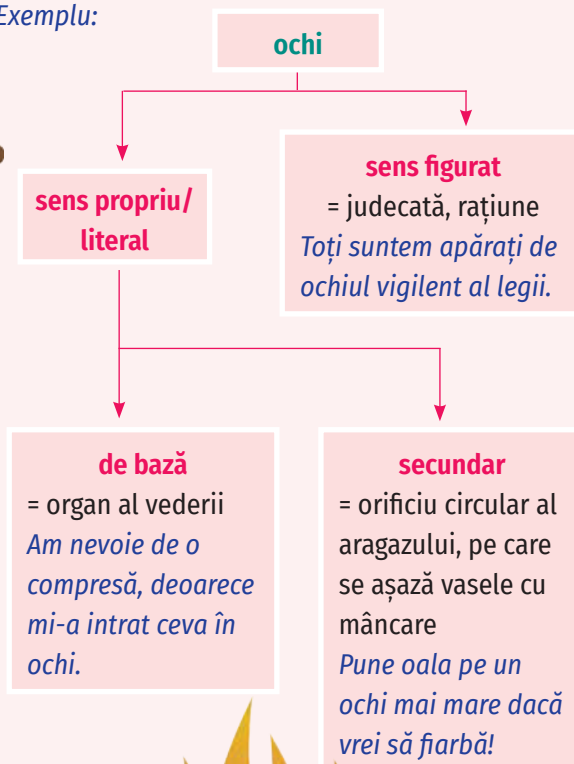 Exemplu:
ochi
sens propriu/
literal
sens figurat
= judecată, rațiune
Toți suntem apărați de
ochiul vigilent al legii.
de bază
= organ al vederii
Am nevoie de o
compresă, deoarece
mi-a intrat ceva în
ochi.
secundar
= orificiu circular al
aragazului, pe care
se așază vasele cu
mâncare
Pune oala pe un
ochi mai mare dacă
vrei să fiarbă!